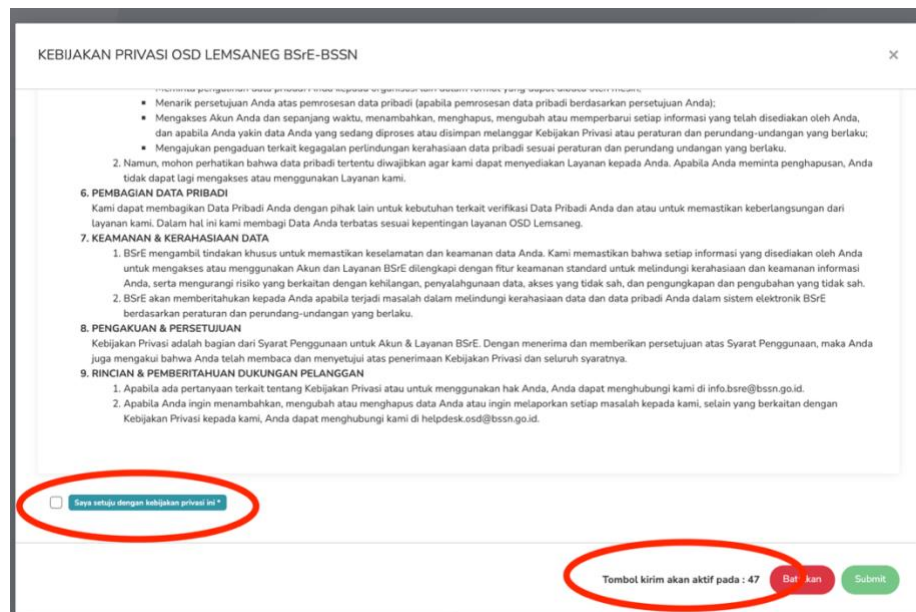 KEBIJAKAN PRIVASI OSD LEMSANEG BSrE-BSSN ×
Menarik persetujuan Anda atas pemrosesan data pribadi (apabila pemrosesan data pribadi berdasarkan persetujuan Anda);
Mengakses Akun Anda dan sepanjang waktu, menambahkan, menghapus, mengubah atau memperbarui setiap informasi yang telah disediakan oleh Anda,
dan apabila Anda yakin data Anda yang sedang diproses atau disimpan melanggar Kebijakan Privasi atau peraturan dan perundang-undangan yang berlaku;
Mengajukan pengaduan terkait kegagalan perlindungan kerahasiaan data pribadi sesuai peraturan dan perundang undangan yang berlaku.
2. Namun, mohon perhatikan bahwa data pribadi tertentu diwajibkan agar kami dapat menyediakan Layanan kepada Anda. Apabila Anda meminta penghapusan, Anda
tidak dapat lagi mengakses atau menggunakan Layanan kami.
6. PEMBAGIAN DATA PRIBADI
Kami dapat membagikan Data Pribadi Anda dengan pihak lain untuk kebutuhan terkait verifikasi Data Pribadi Anda dan atau untuk memastikan keberlangsungan dari
layanan kami. Dalam hal ini kami membagi Data Anda terbatas sesuai kepentingan layanan OSD Lemsaneg.
7. KEAMANAN & KERAHASIAAN DATA
1. BSrE mengambil tindakan khusus untuk memastikan keselamatan dan keamanan data Anda. Kami memastikan bahwa setiap informasi yang disediakan oleh Anda
untuk mengakses atau menggunakan Akun dan Layanan BSrE dilengkapi dengan fitur keamanan standard untuk melindungi kerahasiaan dan keamanan informasi
Anda, serta mengurangi risiko yang berkaitan dengan kehilangan, penyalahgunaan data, akses yang tidak sah, dan pengungkapan dan pengubahan yang tidak sah.
2. BSrE akan memberitahukan kepada Anda apabila terjadi masalah dalam melindungi kerahasiaan data dan data pribadi Anda dalam sistem elektronik BSrE
berdasarkan peraturan dan perundang-undangan yang berlaku.
8. PENGAKUAN & PERSETUJUAN
Kebijakan Privasi adalah bagian dari Syarat Penggunaan untuk Akun & Layanan BSrE. Dengan menerima dan memberikan persetujuan atas Syarat Penggunaan, maka Anda
juga mengakui bahwa Anda telah membaca dan menyetujui atas penerimaan Kebijakan Privasi dan seluruh syaratnya.
9. RINCIAN & PEMBERITAHUAN DUKUNGAN PELANGGAN
1. Apabila ada pertanyaan terkait tentang Kebijakan Privasi atau untuk menggunakan hak Anda, Anda dapat menghubungi kami di info.bsre@bssn.go.id.
2. Apabila Anda ingin menambahkan, mengubah atau menghapus data Anda atau ingin melaporkan setiap masalah kepada kami, selain yang berkaitan dengan
Kebijakan Privasi kepada kami, Anda dapat menghubungi kami di helpdesk.osd@bssn.go.id.
Saya setuju dengan kebijakan privasi ini *
Tombol kirim akan aktif pada : 47 Submit